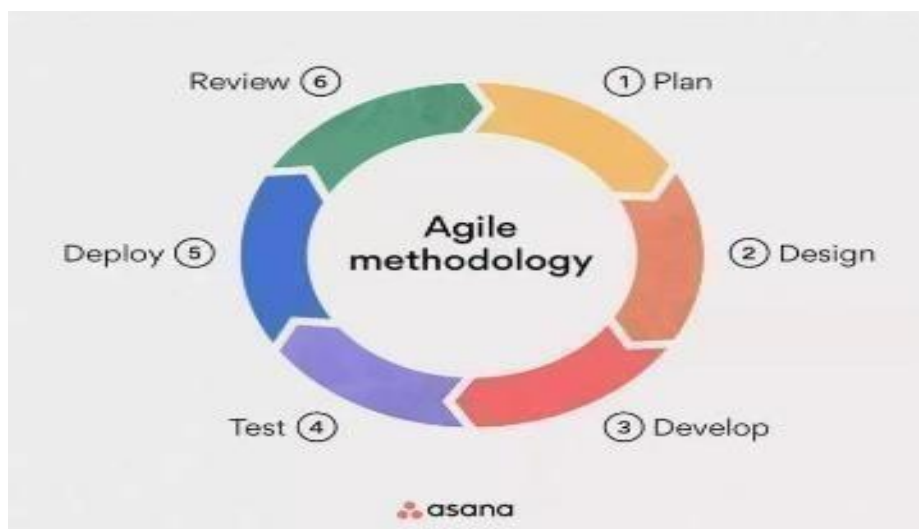 Review 6
1 Plan
Agile
methodology
Deploy 5
2 Design
Test 4
3 Develop
asana